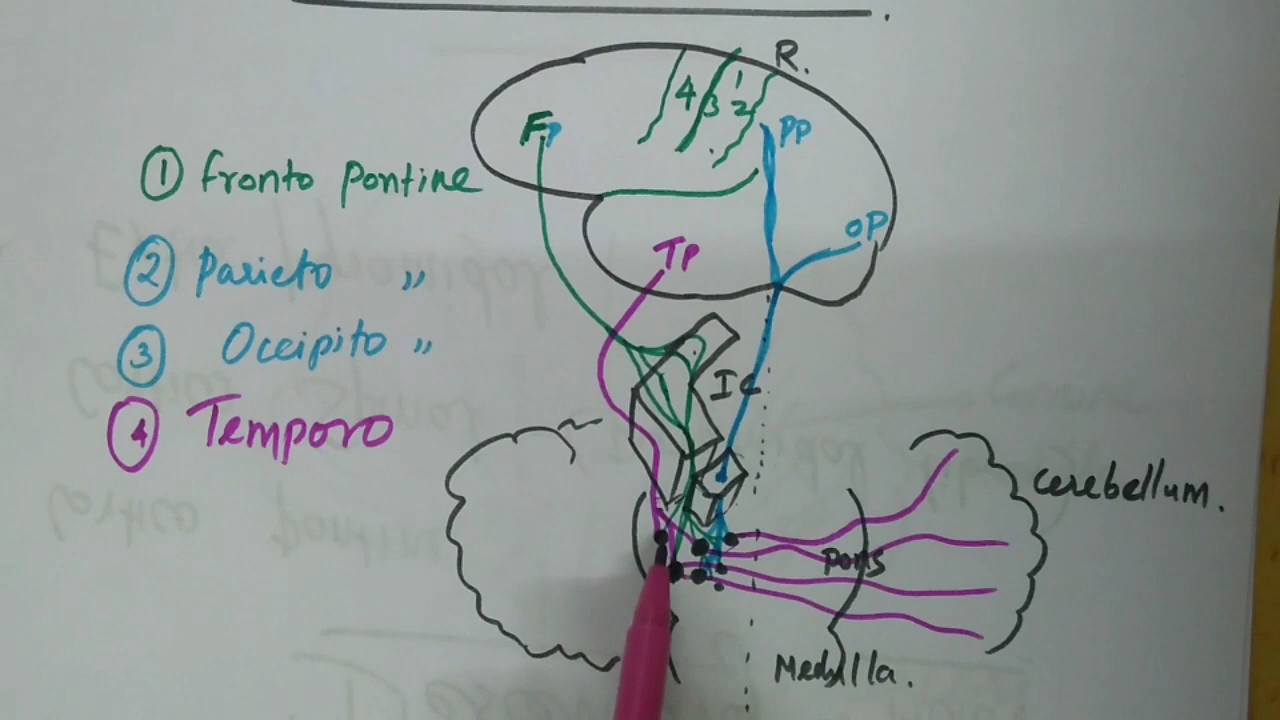 R.
4 3 1 2
Fp
PP
① fronto pontine
OP
TP
② parieto 〃
③ Occipito 〃
IC
④ Temporo
cerebellum.
pons
Medulla.